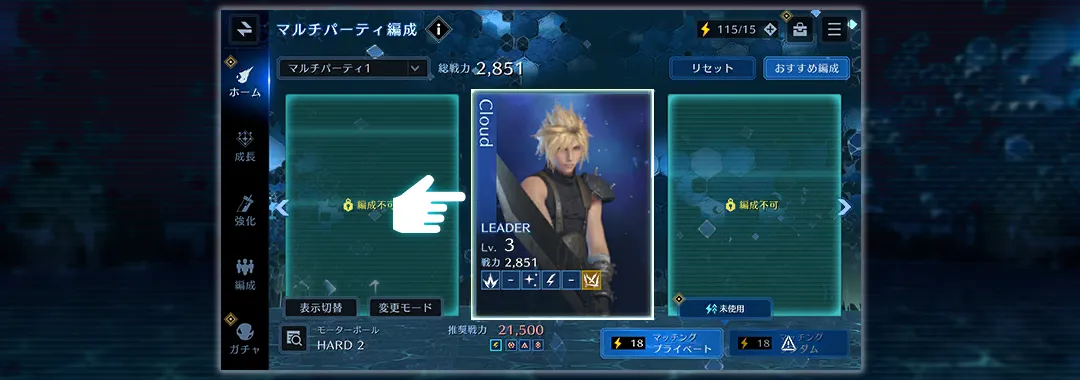 マルチパーティ編成
115/15
マルチパーティ1
総戦力 2,851
リセット
おすすめ編成
ホーム
成長
強化
編成
ガチャ
編成不可
Cloud
LEADER
Lv. 3
戦力 2,851
編成不可
表示切替
変更モード
未使用
モーターボール
HARD 2
推奨戦力 21,500
18
マッチング
プライベート
18
チング
ダム